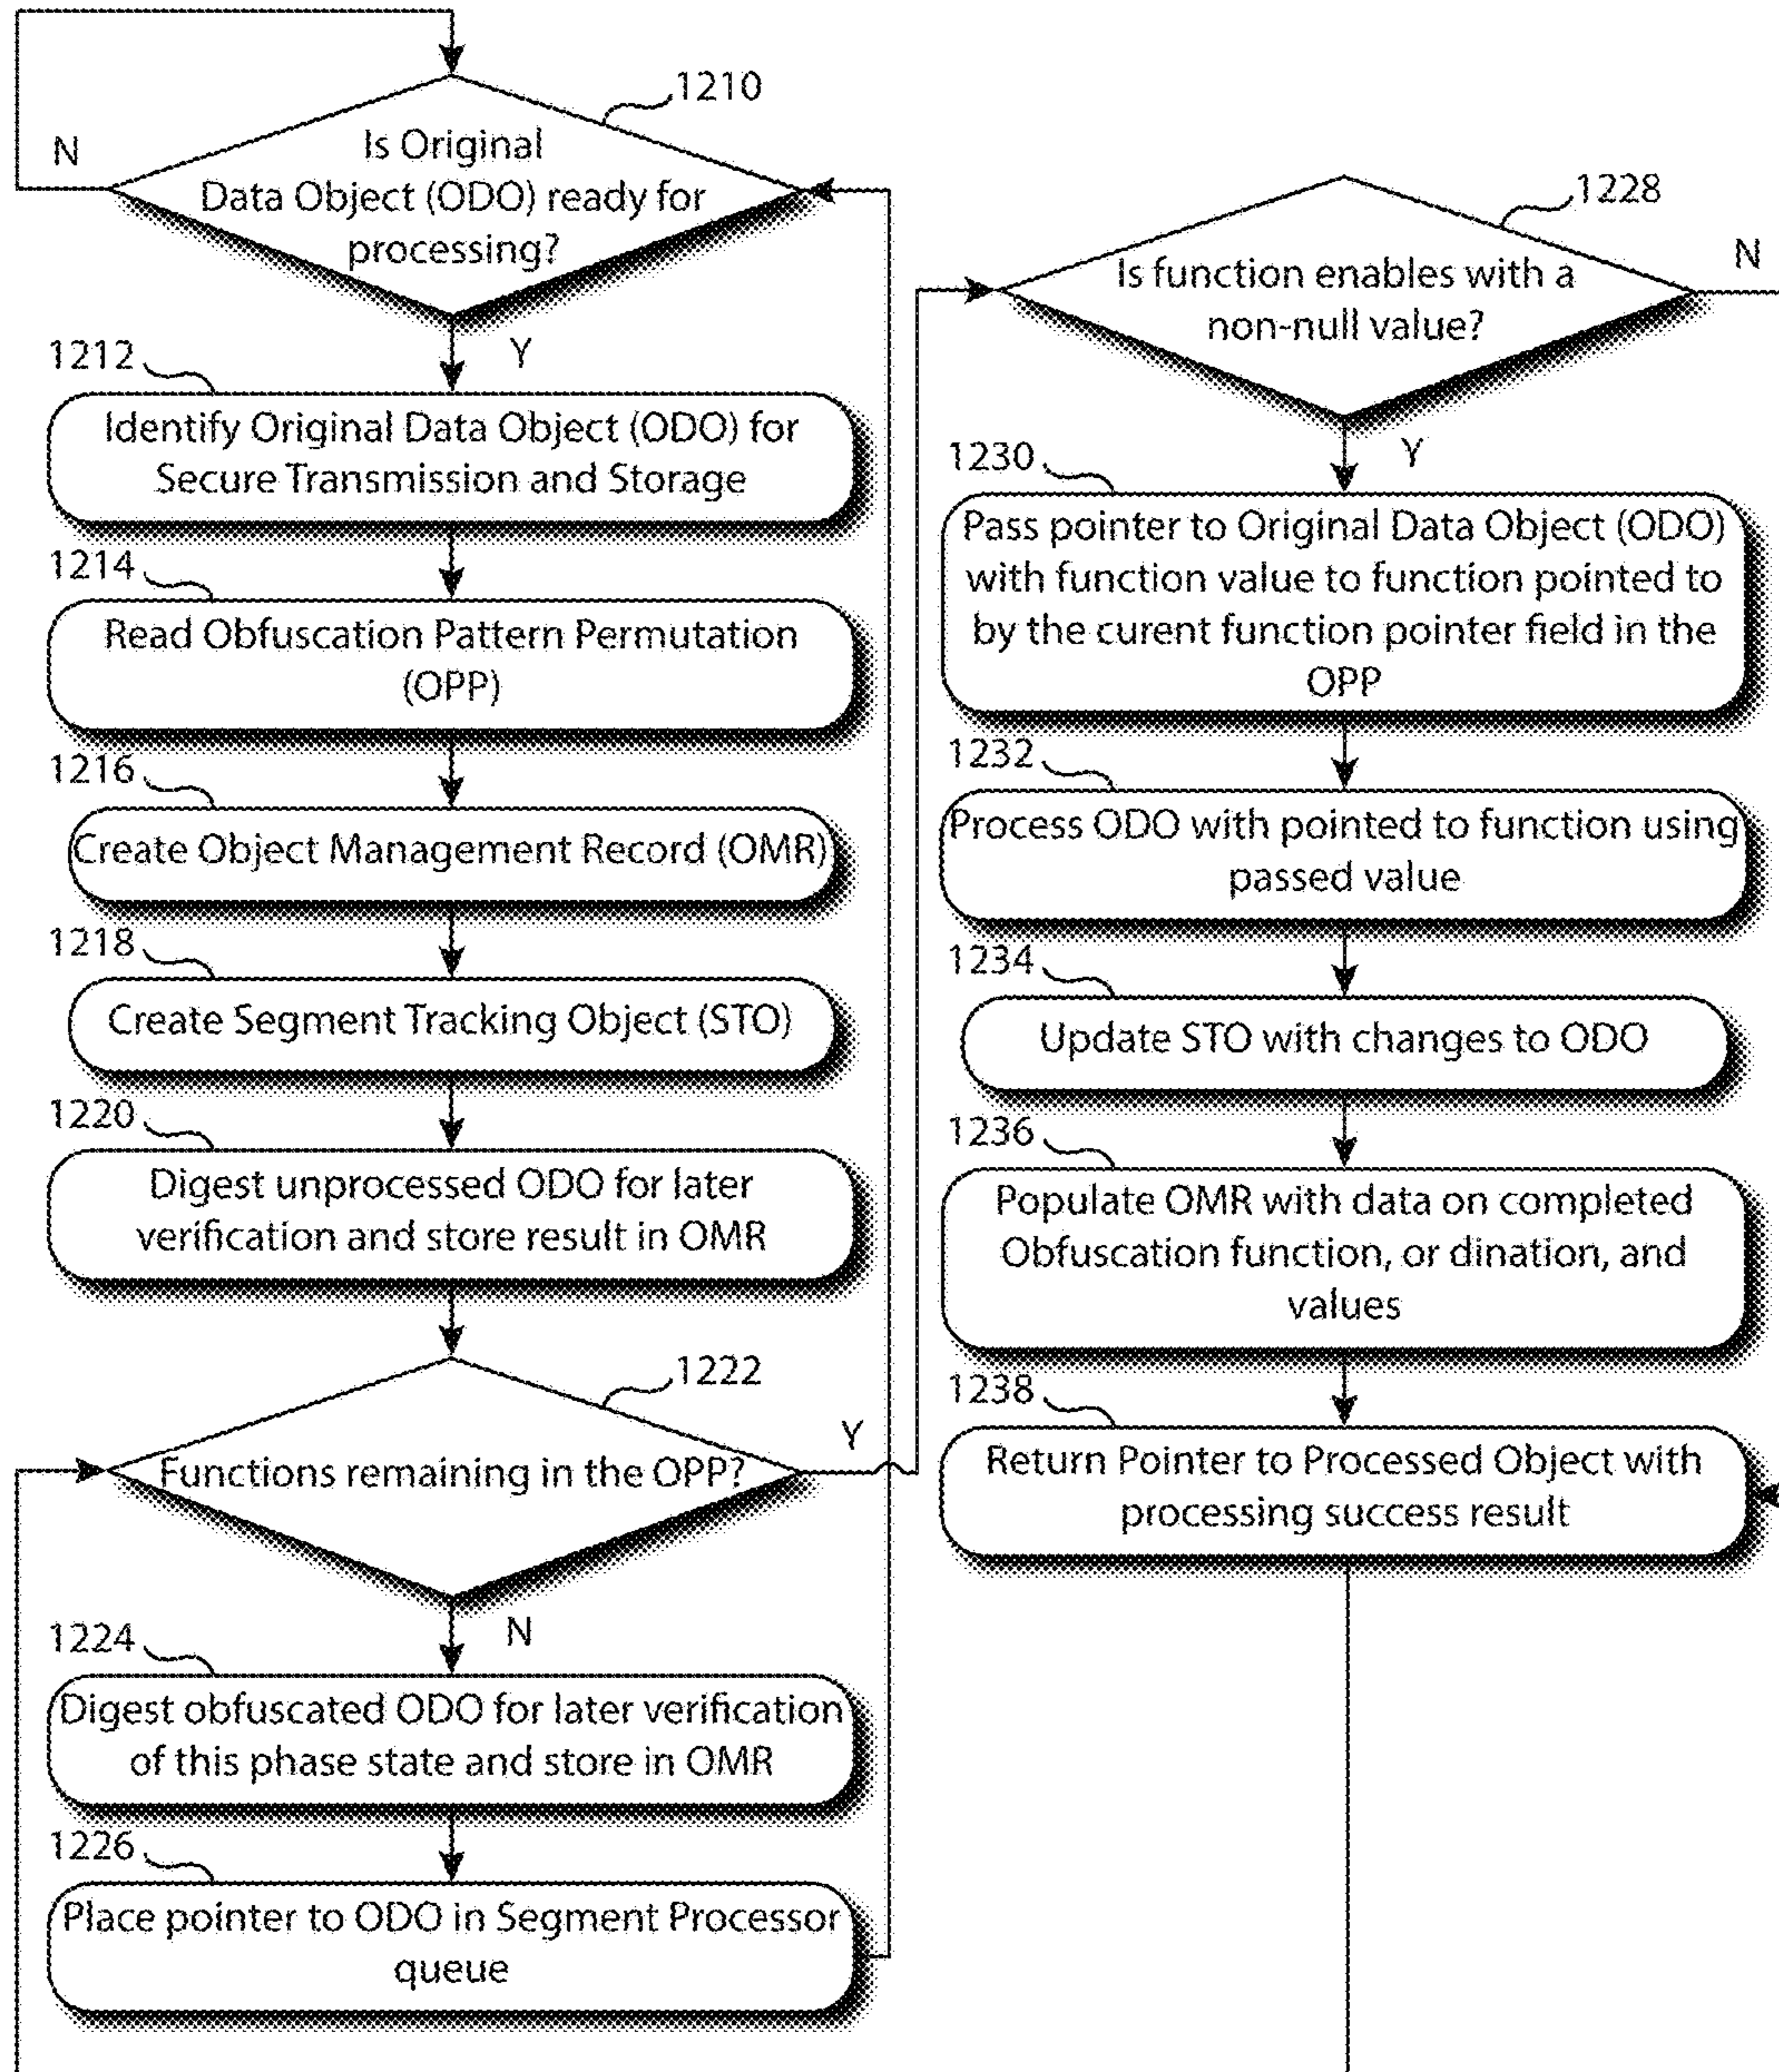 1210
N
Is Original
Data Object (ODO) ready for
processing?
Y
1212
Identify Original Data Object (ODO) for
Secure Transmission and Storage
1214
Read Obfuscation Pattern Permutation
(OPP)
1216
Create Object Management Record (OMR)
1218
Create Segment Tracking Object (STO)
1220
Digest unprocessed ODO for later
verification and store result in OMR
1222
Y
Functions remaining in the OPP?
N
1224
Digest obfuscated ODO for later verification
of this phase state and store in OMR
1226
Place pointer to ODO in Segment Processor
queue
1228
N
Is function enables with a
non-null value?
Y
1230
Pass pointer to Original Data Object (ODO)
with function value to function pointed to
by the curent function pointer field in the
OPP
1232
Process ODO with pointed to function using
passed value
1234
Update STO with changes to ODO
1236
Populate OMR with data on completed
Obfuscation function, or dination, and
values
1238
Return Pointer to Processed Object with
processing success result